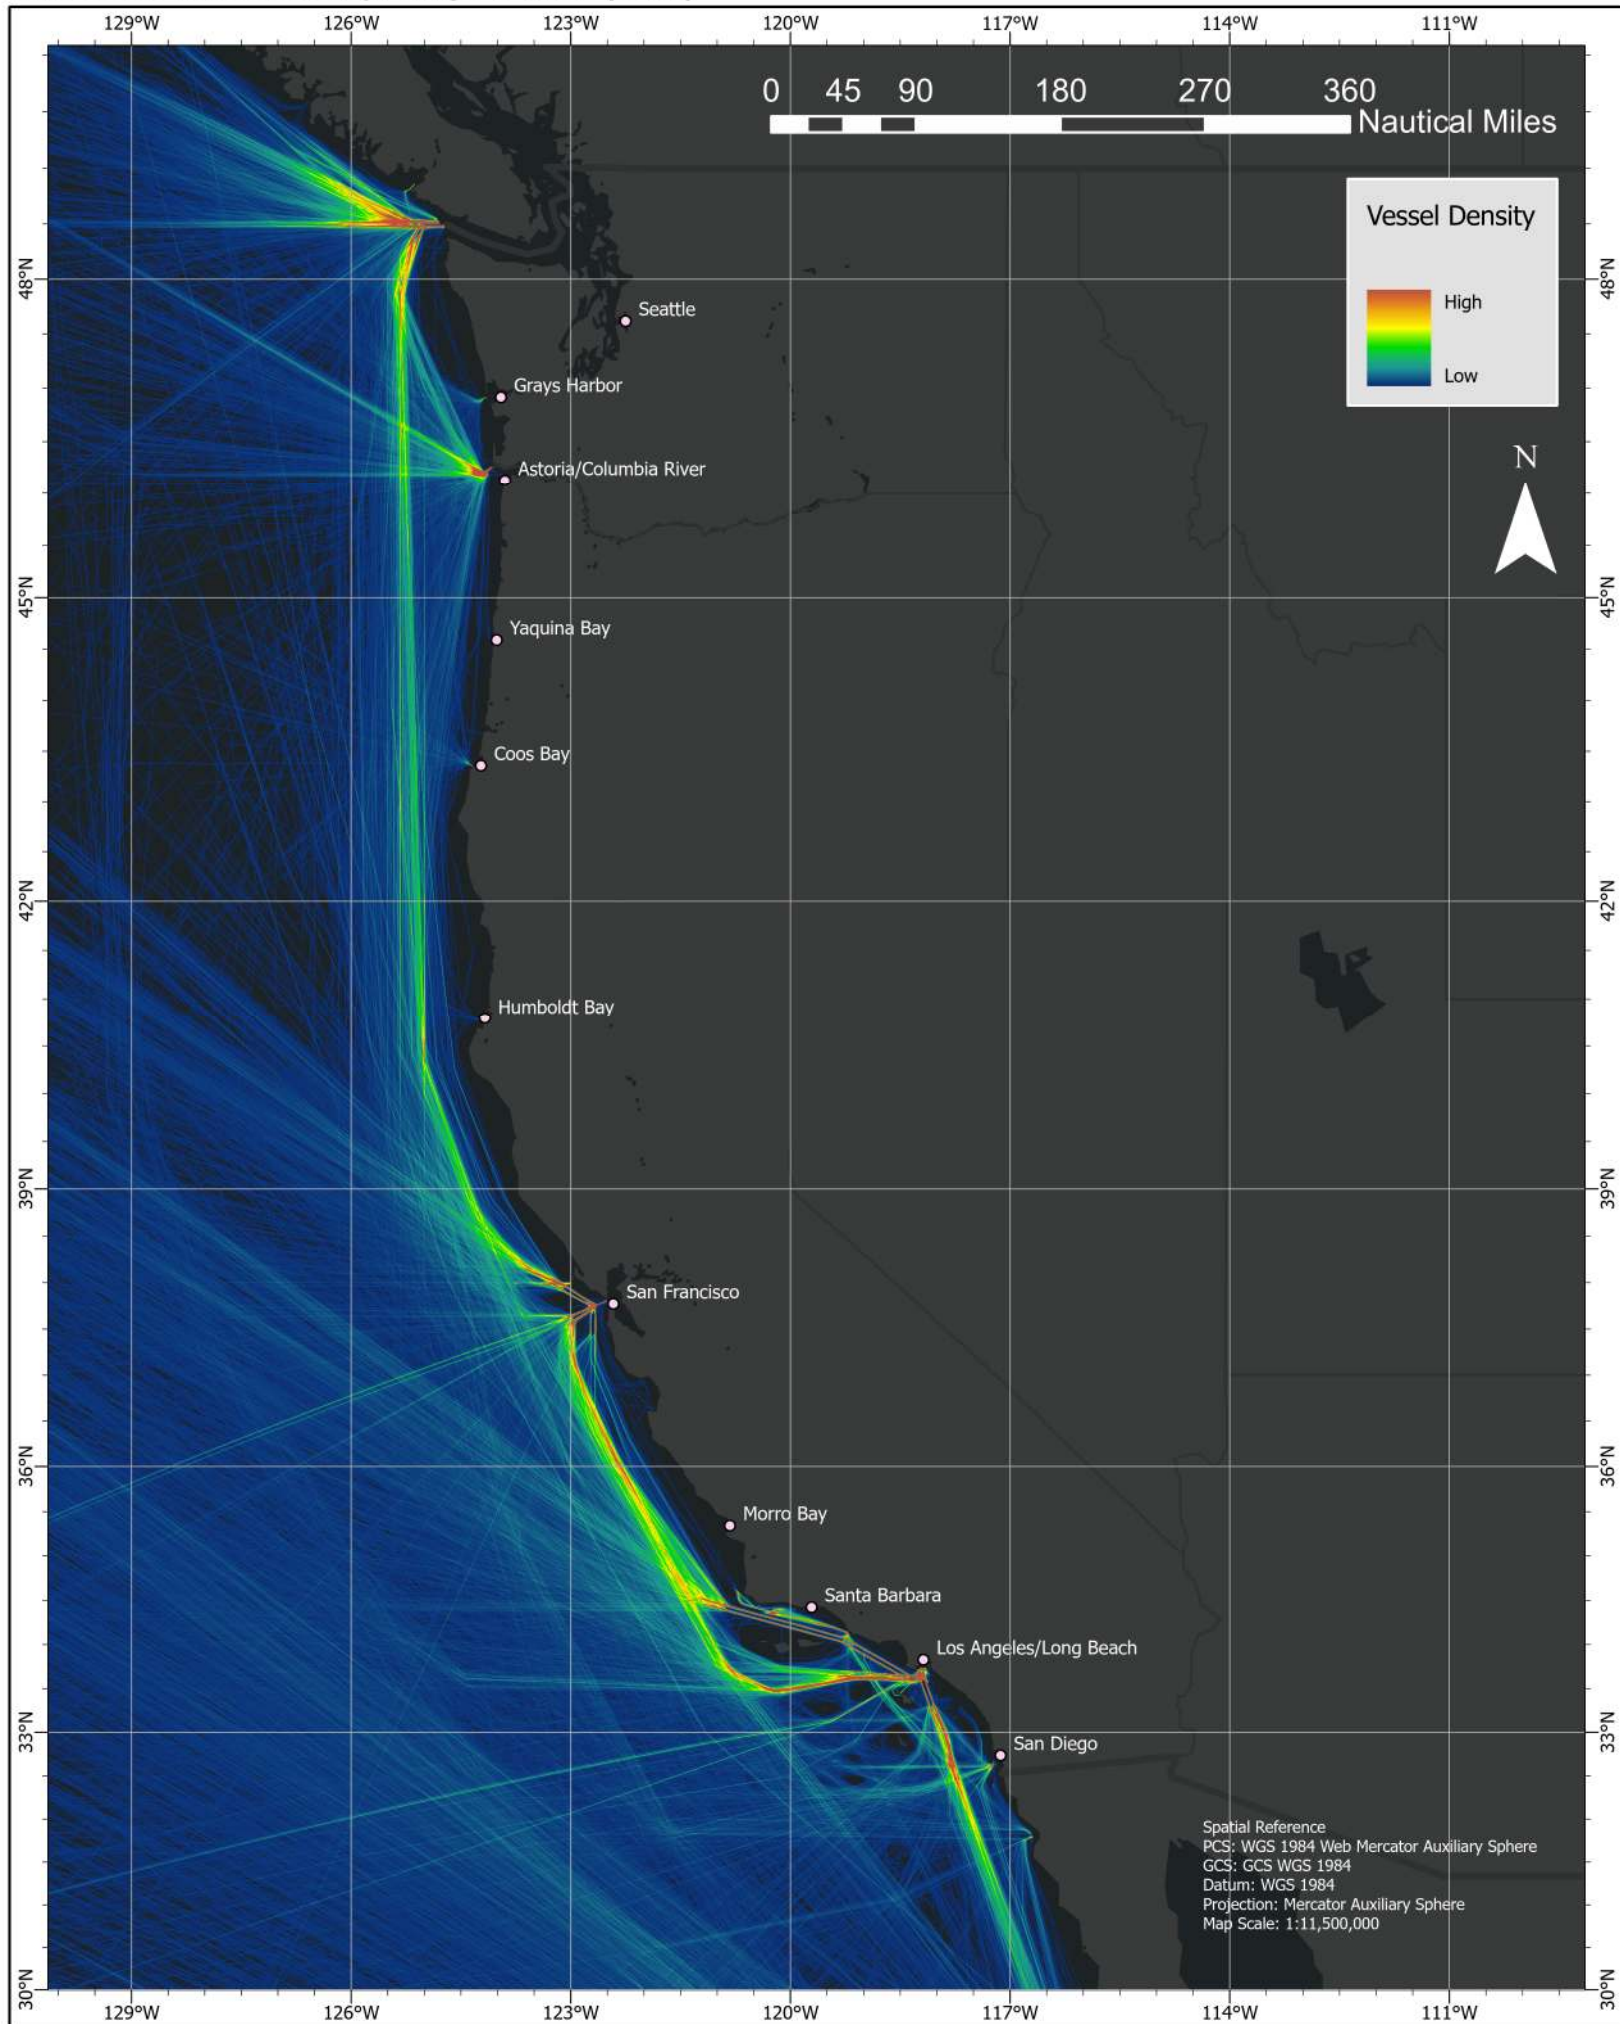 129°W 126°W 123°W 120°W 117°W 114°W 111°W
0 45 90 180 270 360
Nautical Miles
Vessel Density
High
Low
N
48°N 48°N
Seattle
Grays Harbor
Astoria/Columbia River
45°N 45°N
Yaquina Bay
Coos Bay
42°N 42°N
Humboldt Bay
39°N 39°N
San Francisco
36°N 36°N
Morro Bay
Santa Barbara
Los Angeles/Long Beach
33°N 33°N
San Diego
Spatial Reference
PCS: WGS 1984 Web Mercator Auxiliary Sphere
GCS: GCS WGS 1984
Datum: WGS 1984
Projection: Mercator Auxiliary Sphere
Map Scale: 1:11,500,000
30°N 30°N
129°W 126°W 123°W 120°W 117°W 114°W 111°W